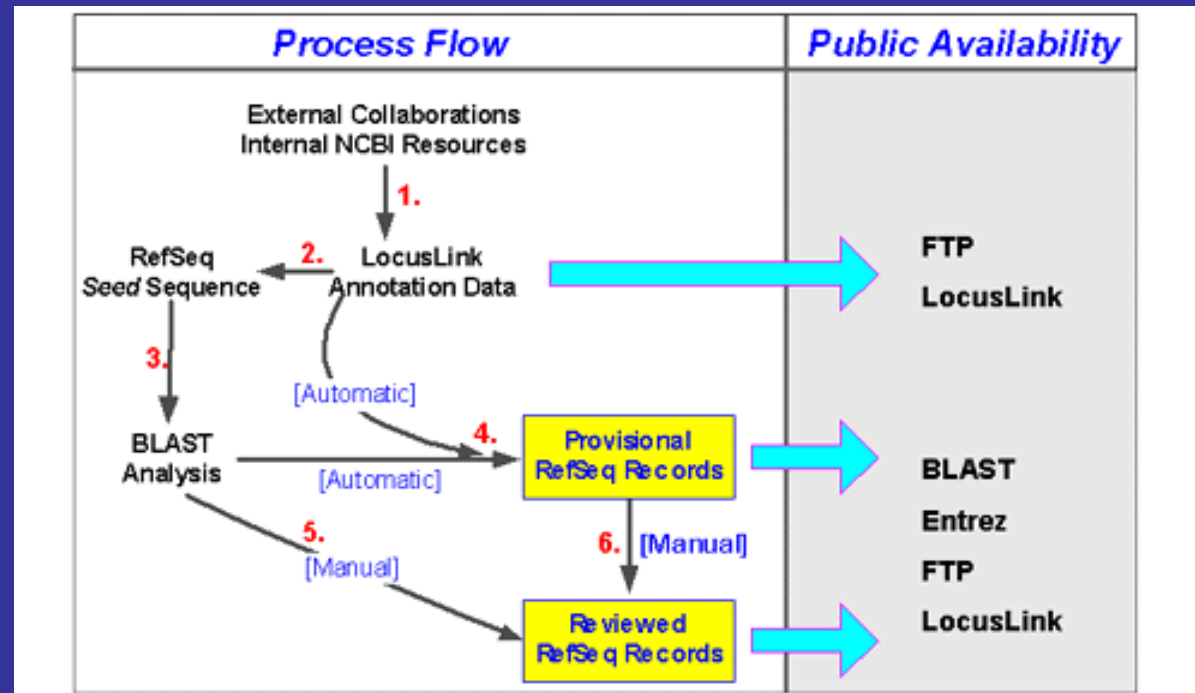 Process Flow
Public Availability
External Collaborations
Internal NCBI Resources
1.
RefSeq
Seed Sequence
2.
LocusLink
Annotation Data
FTP
LocusLink
3.
[Automatic]
BLAST
Analysis
4.
[Automatic]
Provisional
RefSeq Records
5.
[Manual]
6.
[Manual]
Reviewed
RefSeq Records
BLAST
Entrez
FTP
LocusLink